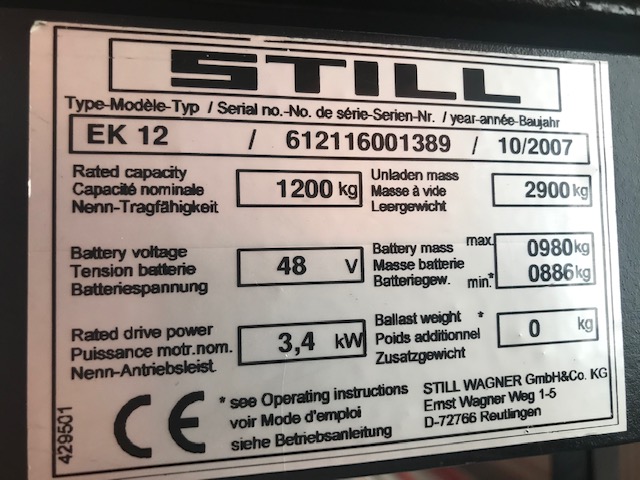 STILL
Type-Modèle-Typ / Serial no.-No. de série-Serien-Nr. / year-année-Baujahr
EK 12 / 612116001389 / 10/2007
Rated capacity
Capacité nominale
Nenn-Tragfähigkeit
1200 kg
Unladen mass
Masse à vide
Leergewicht
2900 kg
Battery voltage
Tension batterie
Batteriespannung
48 V
Battery mass max.
Masse batterie
Batteriegew. min.*
0980 kg
0886 kg
Rated drive power
Puissance motr.nom.
Nenn-Antriebsleist.
3,4 kW
Ballast weight *
Poids additionnel
Zusatzgewicht
0 kg
CE
* see Operating instructions
voir Mode d'emploi
siehe Betriebsanleitung
STILL WAGNER GmbH&Co. KG
Ernst Wagner Weg 1-5
D-72766 Reutlingen
429501